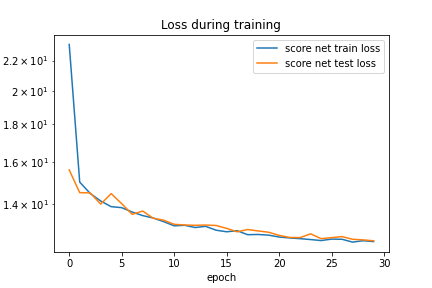 Loss during training
score net train loss
score net test loss
2.2 × 10¹
2 × 10¹
1.8 × 10¹
1.6 × 10¹
1.4 × 10¹
0 5 10 15 20 25 30
epoch